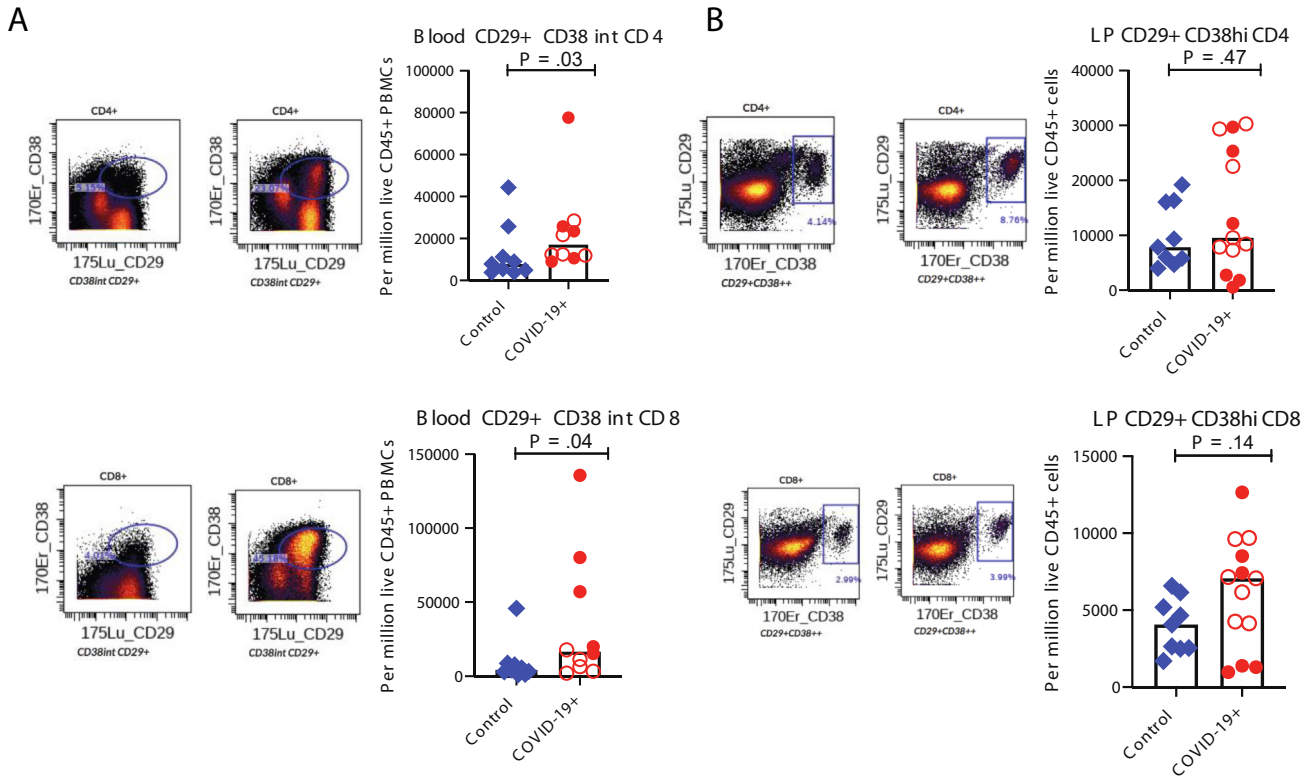 A
B
Blood CD29+ CD38 int CD4
P = .03
Per million live CD45+ PBMCs
100000
80000
60000
40000
20000
0
Control
COVID-19+
CD4+
170Er_CD38
5.15%
175Lu_CD29
CD38int CD29+
CD4+
170Er_CD38
23.07%
175Lu_CD29
CD38int CD29+
LP CD29+ CD38hi CD4
P = .47
Per million live CD45+ cells
40000
30000
20000
10000
0
Control
COVID-19+
CD4+
175Lu_CD29
4.14%
170Er_CD38
CD29+CD38++
CD4+
175Lu_CD29
8.76%
170Er_CD38
CD29+CD38++
Blood CD29+ CD38 int CD8
P = .04
Per million live CD45+ PBMCs
150000
100000
50000
0
Control
COVID-19+
CD8+
170Er_CD38
175Lu_CD29
CD38int CD29+
CD8+
170Er_CD38
175Lu_CD29
CD38int CD29+
LP CD29+ CD38hi CD8
P = .14
Per million live CD45+ cells
15000
10000
5000
0
Control
COVID-19+
CD8+
175Lu_CD29
2.99%
170Er_CD38
CD29+CD38++
CD8+
175Lu_CD29
3.99%
170Er_CD38
CD29+CD38++